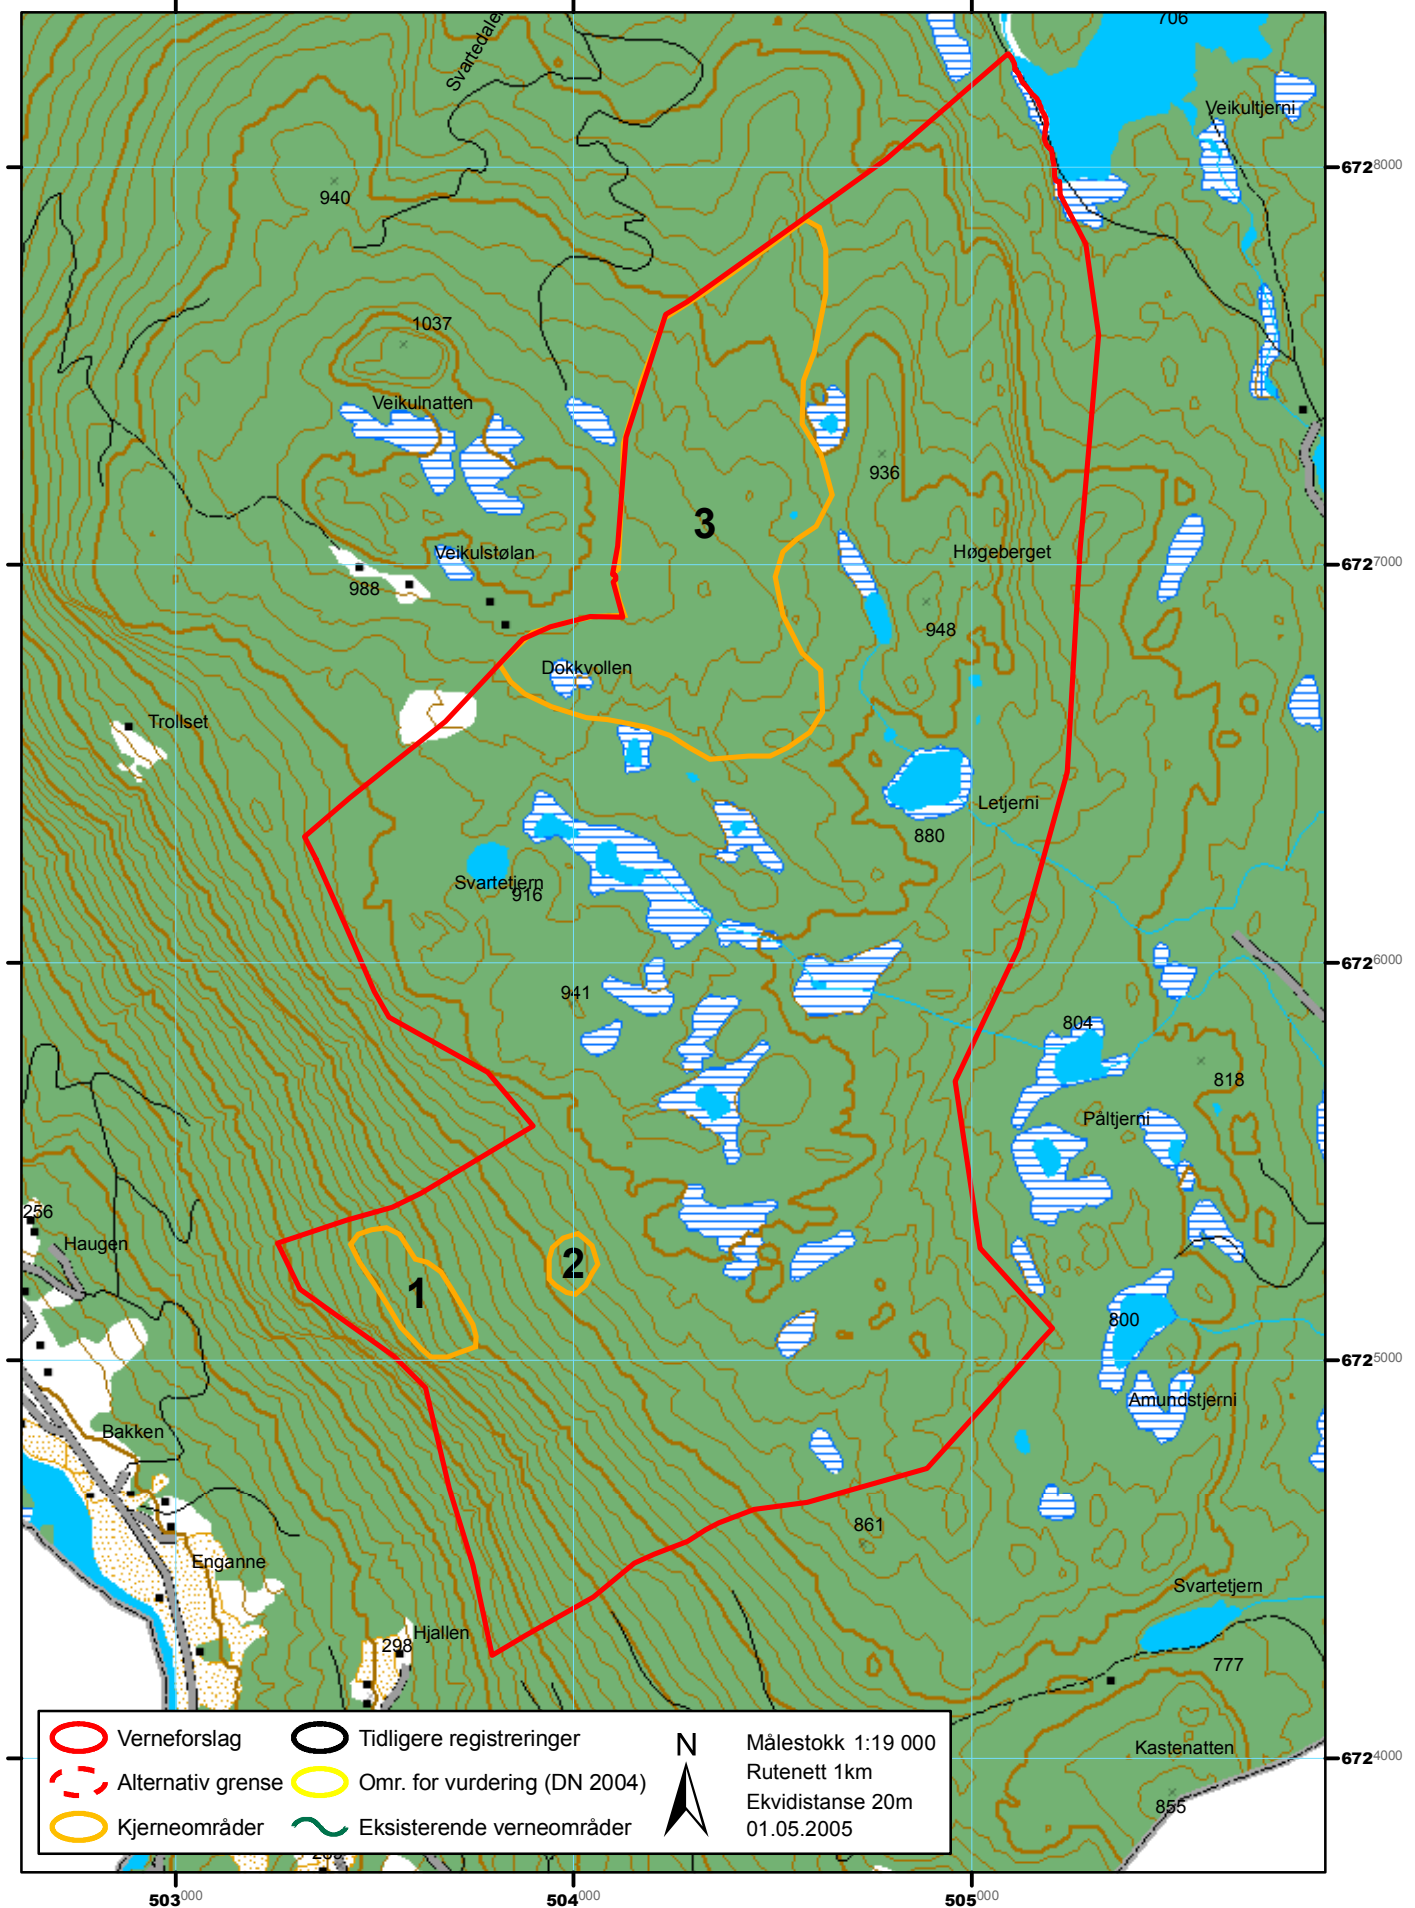 706
Svartedalen
Veikultjerni
6728000
940
1037
Veikulnatten
936
3
Veikulstølan
Høgeberget
6727000
988
948
Dokkvollen
Trollset
Letjerni
880
Svartetjern
916
6726000
941
804
818
Påltjerni
256
Haugen
2
1
800
6725000
Amundstjerni
Bakken
861
Enganne
Svartetjern
Hjallen
298
777
Verneforslag
Tidligere registreringer
N
Målestokk 1:19 000
Kastenatten
6724000
Alternativ grense
Omr. for vurdering (DN 2004)
Rutenett 1km
Ekvidistanse 20m
855
Kjerneområder
Eksisterende verneområder
01.05.2005
503000
504000
505000